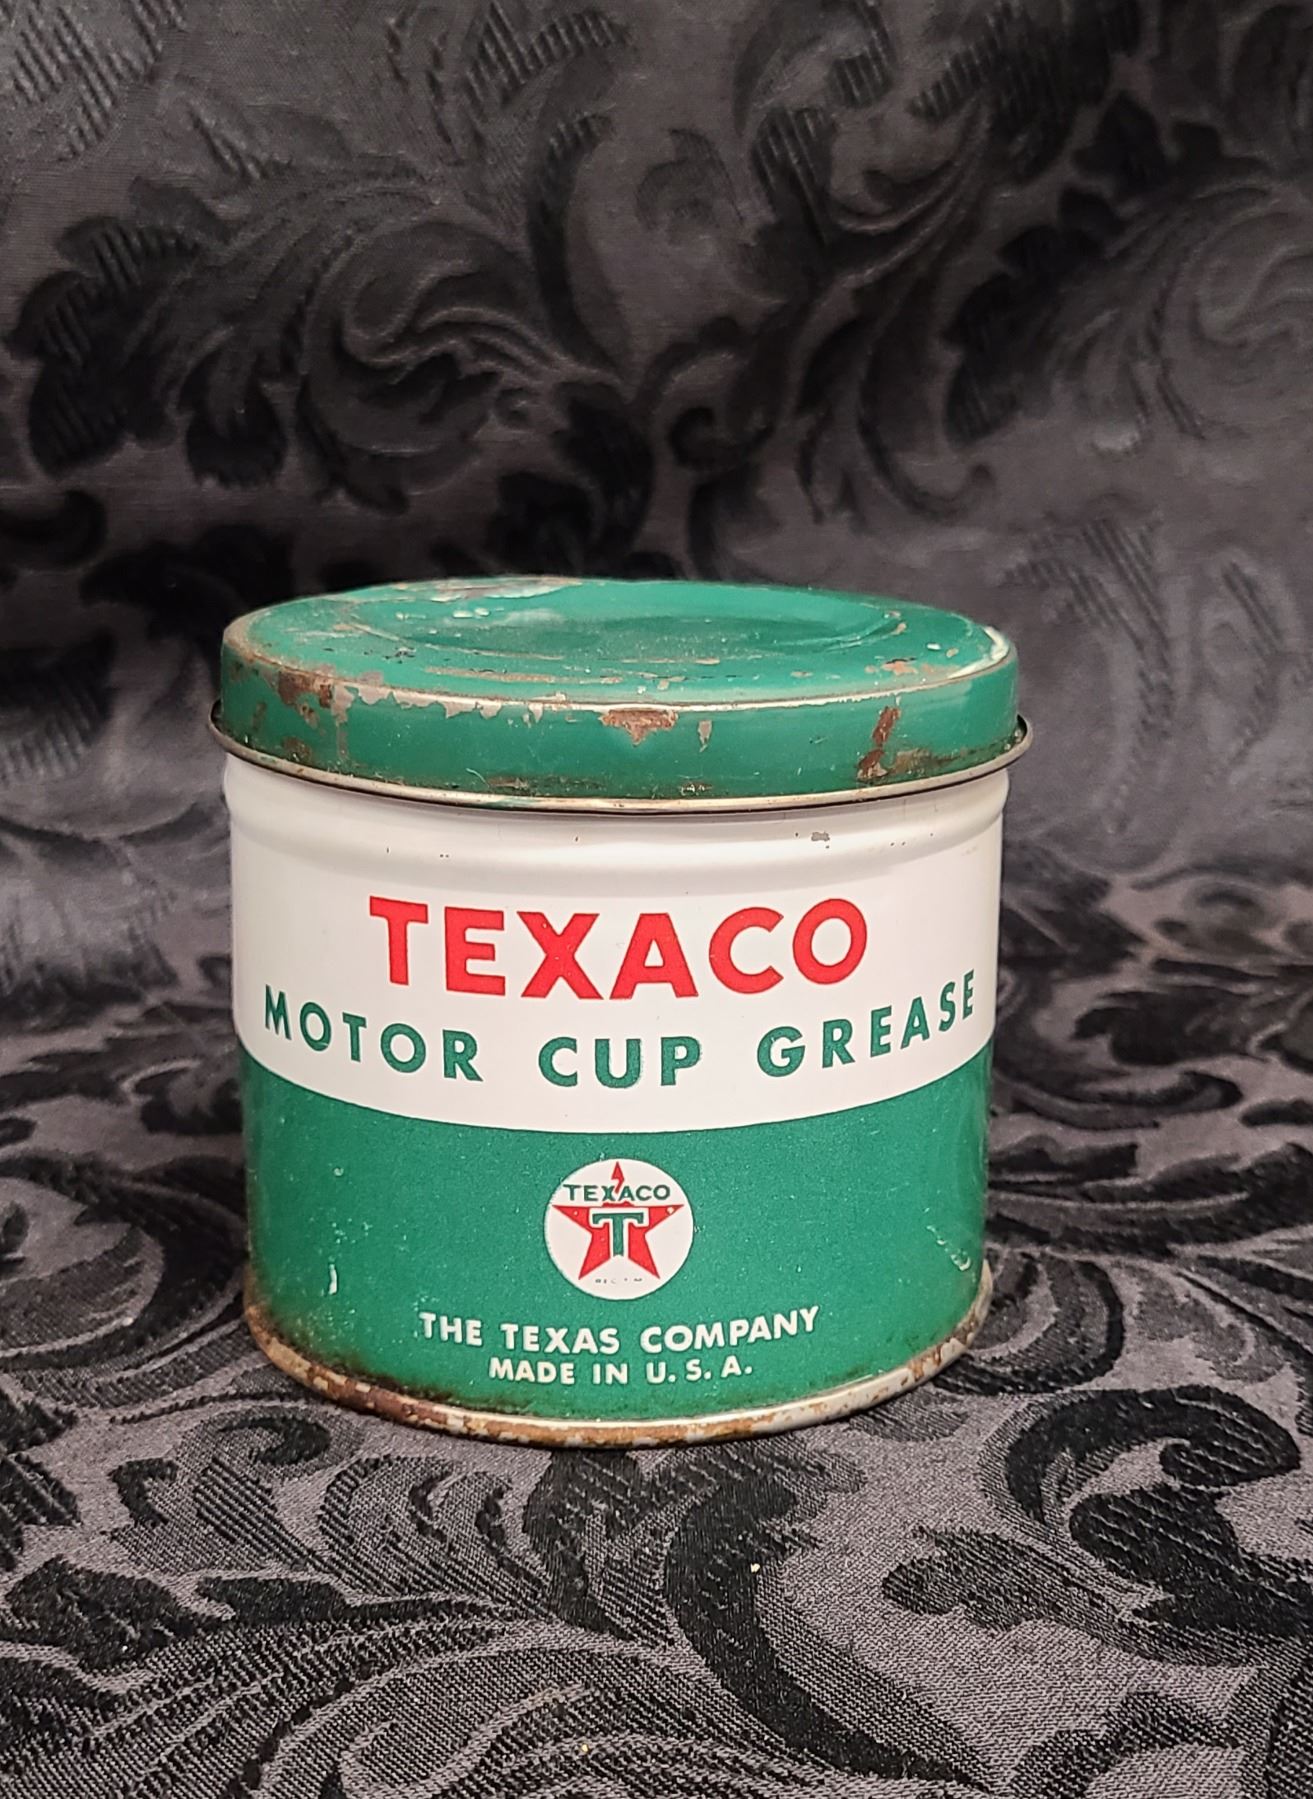 TEXACO
MOTOR CUP GREASE
TEXACO
T
THE TEXAS COMPANY
MADE IN U.S.A.